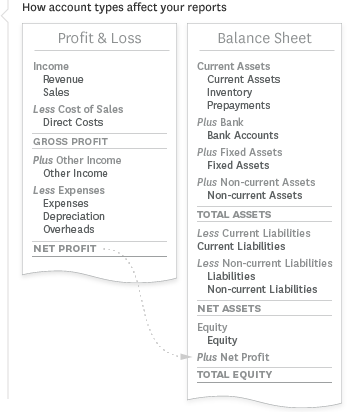 How account types affect your reports
Profit & Loss
Income
Revenue
Sales
Less Cost of Sales
Direct Costs
GROSS PROFIT
Plus Other Income
Other Income
Less Expenses
Expenses
Depreciation
Overheads
NET PROFIT
Balance Sheet
Current Assets
Current Assets
Inventory
Prepayments
Plus Bank
Bank Accounts
Plus Fixed Assets
Fixed Assets
Plus Non-current Assets
Non-current Assets
TOTAL ASSETS
Less Current Liabilities
Current Liabilities
Less Non-current Liabilities
Liabilities
Non-current Liabilities
NET ASSETS
Equity
Equity
Plus Net Profit
TOTAL EQUITY